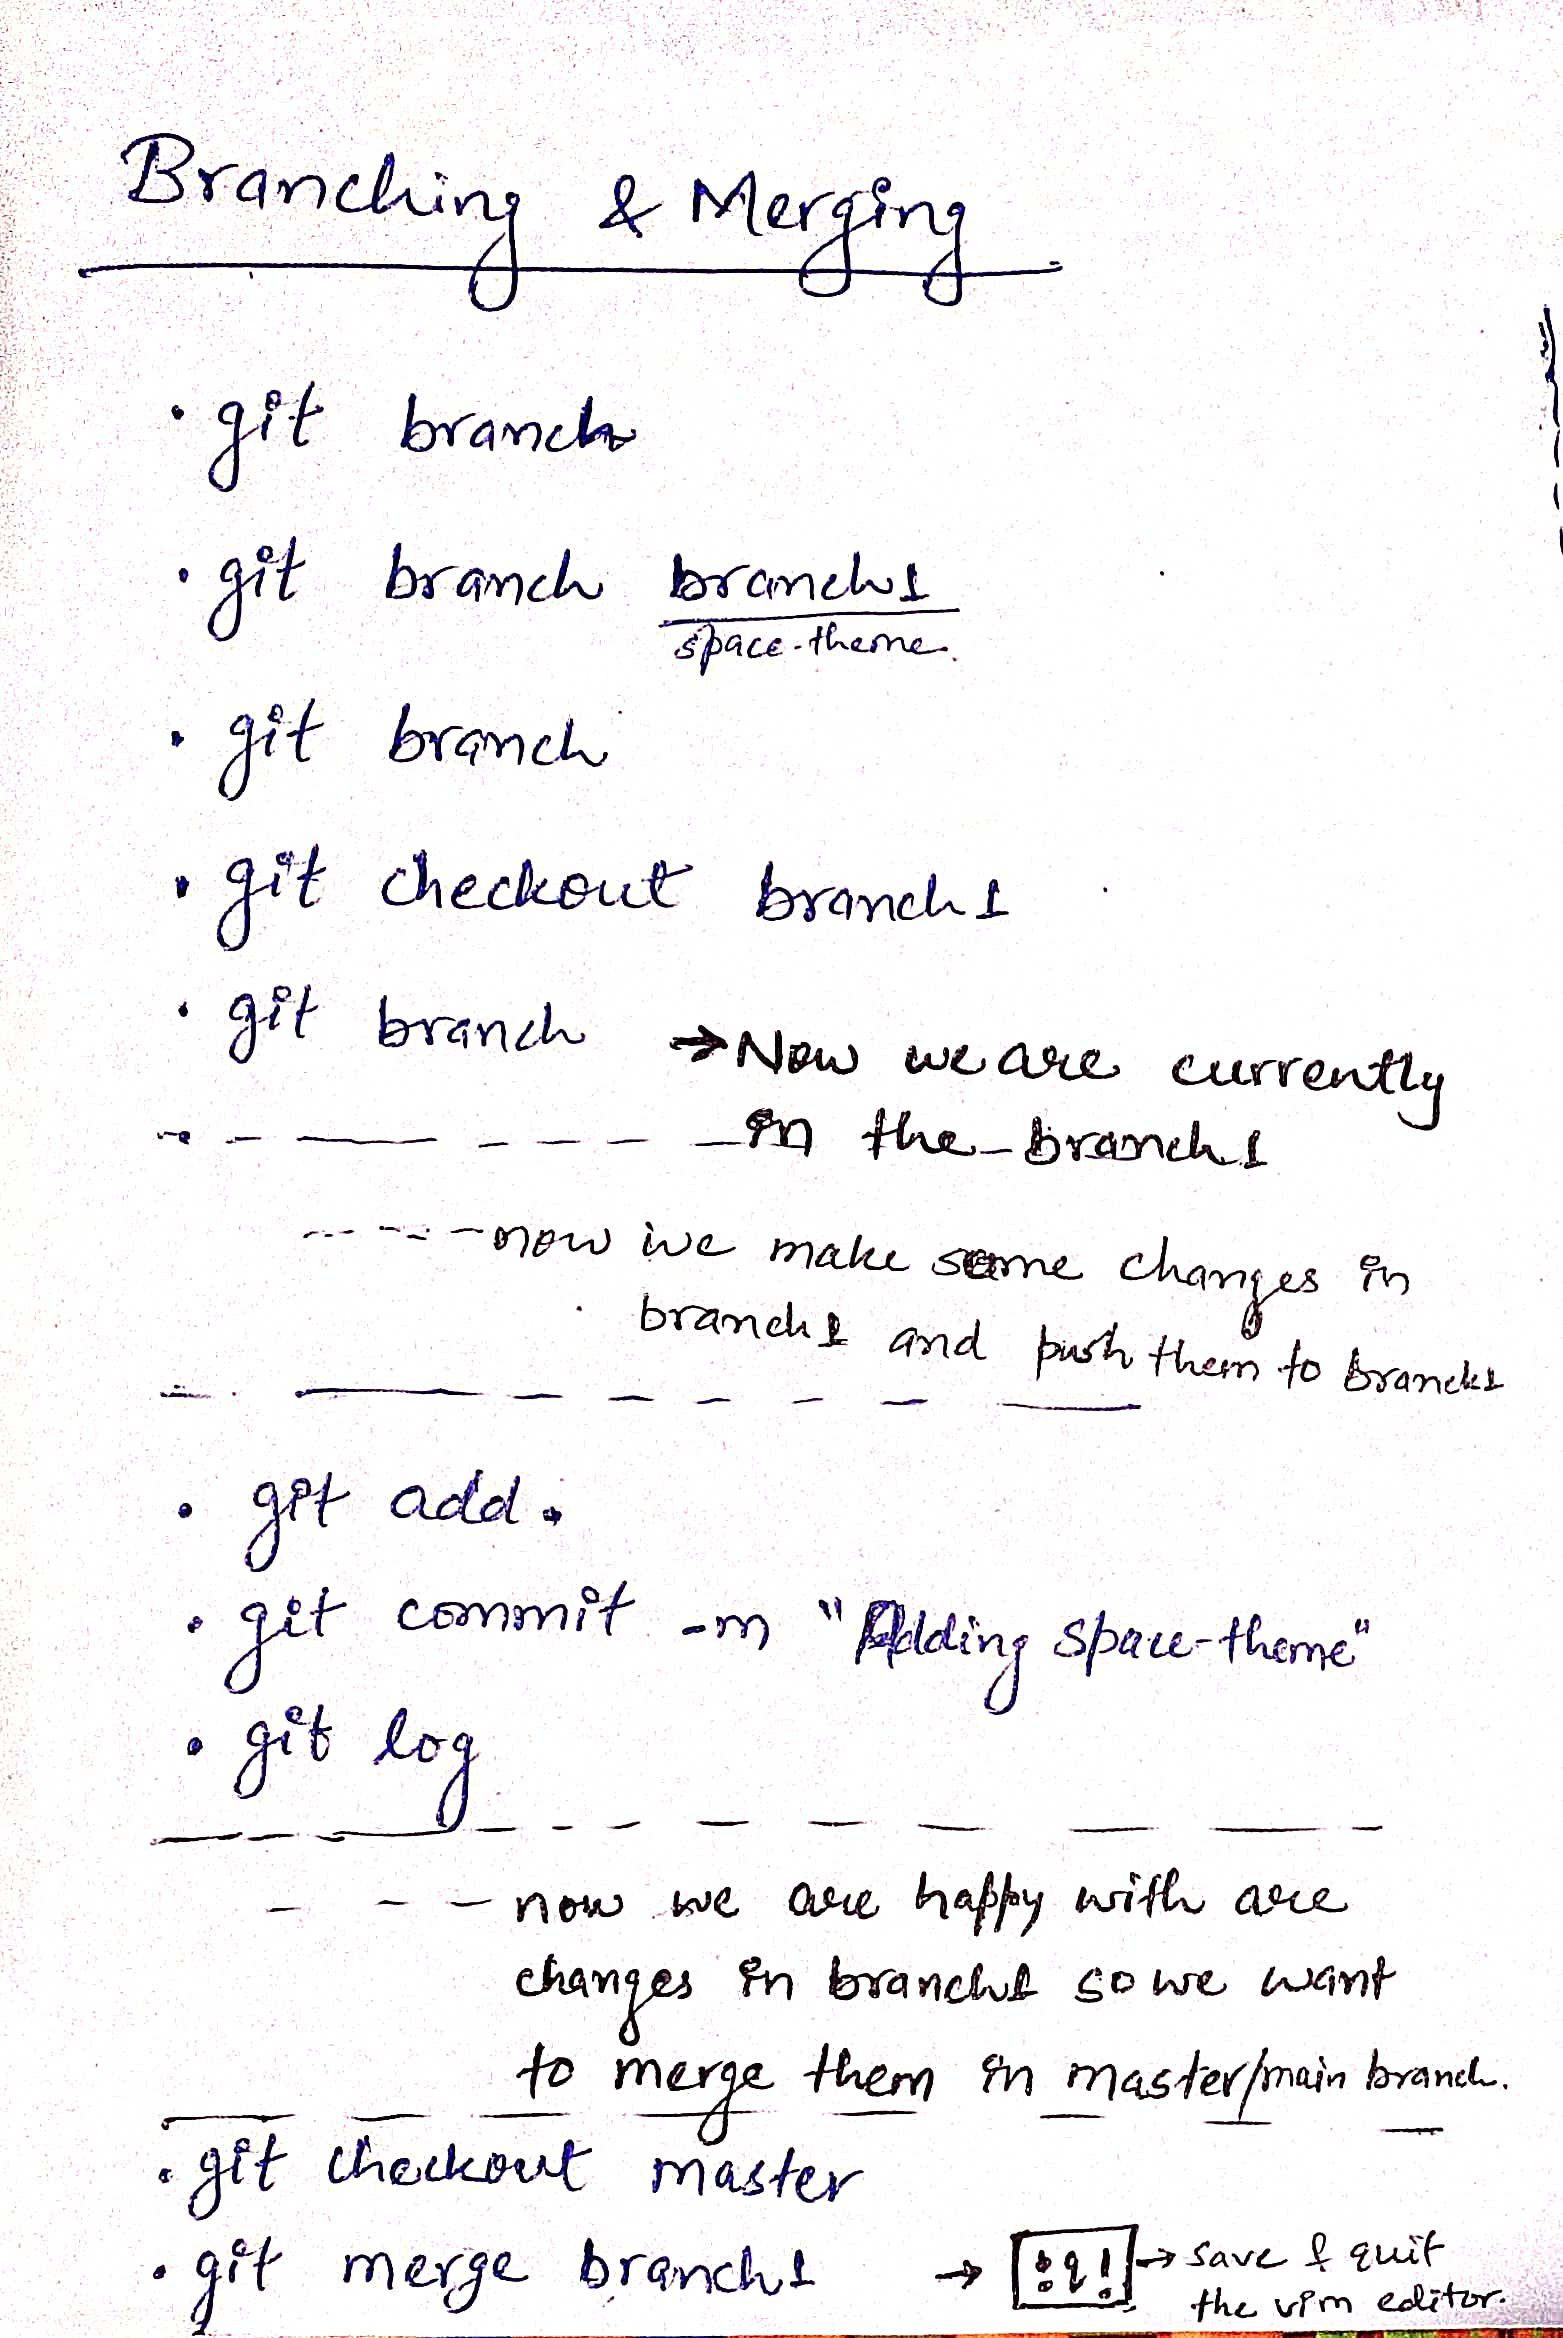 Branching & Merging
• git branch
• git branch branch1
space-theme.
• git branch
• git checkout branch1
• git branch → Now we are currently
in the branch1
now we make some changes in
branch1 and push them to branch1
• git add .
• git commit -m "Adding space-theme"
• git log
now we are happy with are
changes in branch1 so we want
to merge them in master/main branch.
• git checkout master
• git merge branch1 → :q! → save & quit
the vim editor.